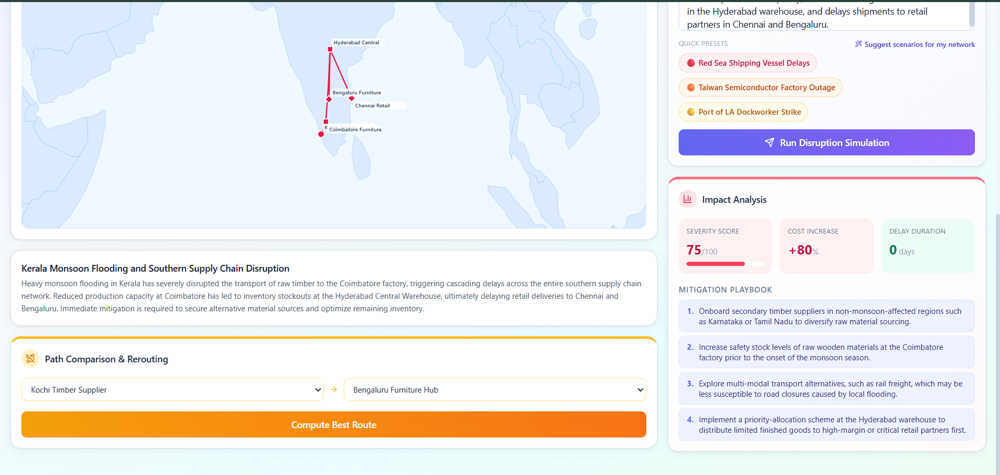 Hyderabad Central
Bengaluru Furniture
Chennai Retail
Coimbatore Furniture
Kerala Monsoon Flooding and Southern Supply Chain Disruption
Heavy monsoon flooding in Kerala has severely disrupted the transport of raw timber to the Coimbatore factory, triggering cascading delays across the entire southern supply chain
network. Reduced production capacity at Coimbatore has led to inventory stockouts at the Hyderabad Central Warehouse, ultimately delaying retail deliveries to Chennai and
Bengaluru. Immediate mitigation is required to secure alternative material sources and optimize remaining inventory.
Path Comparison & Rerouting
Kochi Timber Supplier
Bengaluru Furniture Hub
Compute Best Route
in the Hyderabad warehouse, and delays shipments to retail
partners in Chennai and Bengaluru.
QUICK PRESETS
Suggest scenarios for my network
Red Sea Shipping Vessel Delays
Taiwan Semiconductor Factory Outage
Port of LA Dockworker Strike
Run Disruption Simulation
Impact Analysis
SEVERITY SCORE
75/100
COST INCREASE
+80%
DELAY DURATION
0 days
MITIGATION PLAYBOOK
1. Onboard secondary timber suppliers in non-monsoon-affected regions such
as Karnataka or Tamil Nadu to diversify raw material sourcing.
2. Increase safety stock levels of raw wooden materials at the Coimbatore
factory prior to the onset of the monsoon season.
3. Explore multi-modal transport alternatives, such as rail freight, which may be
less susceptible to road closures caused by local flooding.
4. Implement a priority-allocation scheme at the Hyderabad warehouse to
distribute limited finished goods to high-margin or critical retail partners first.